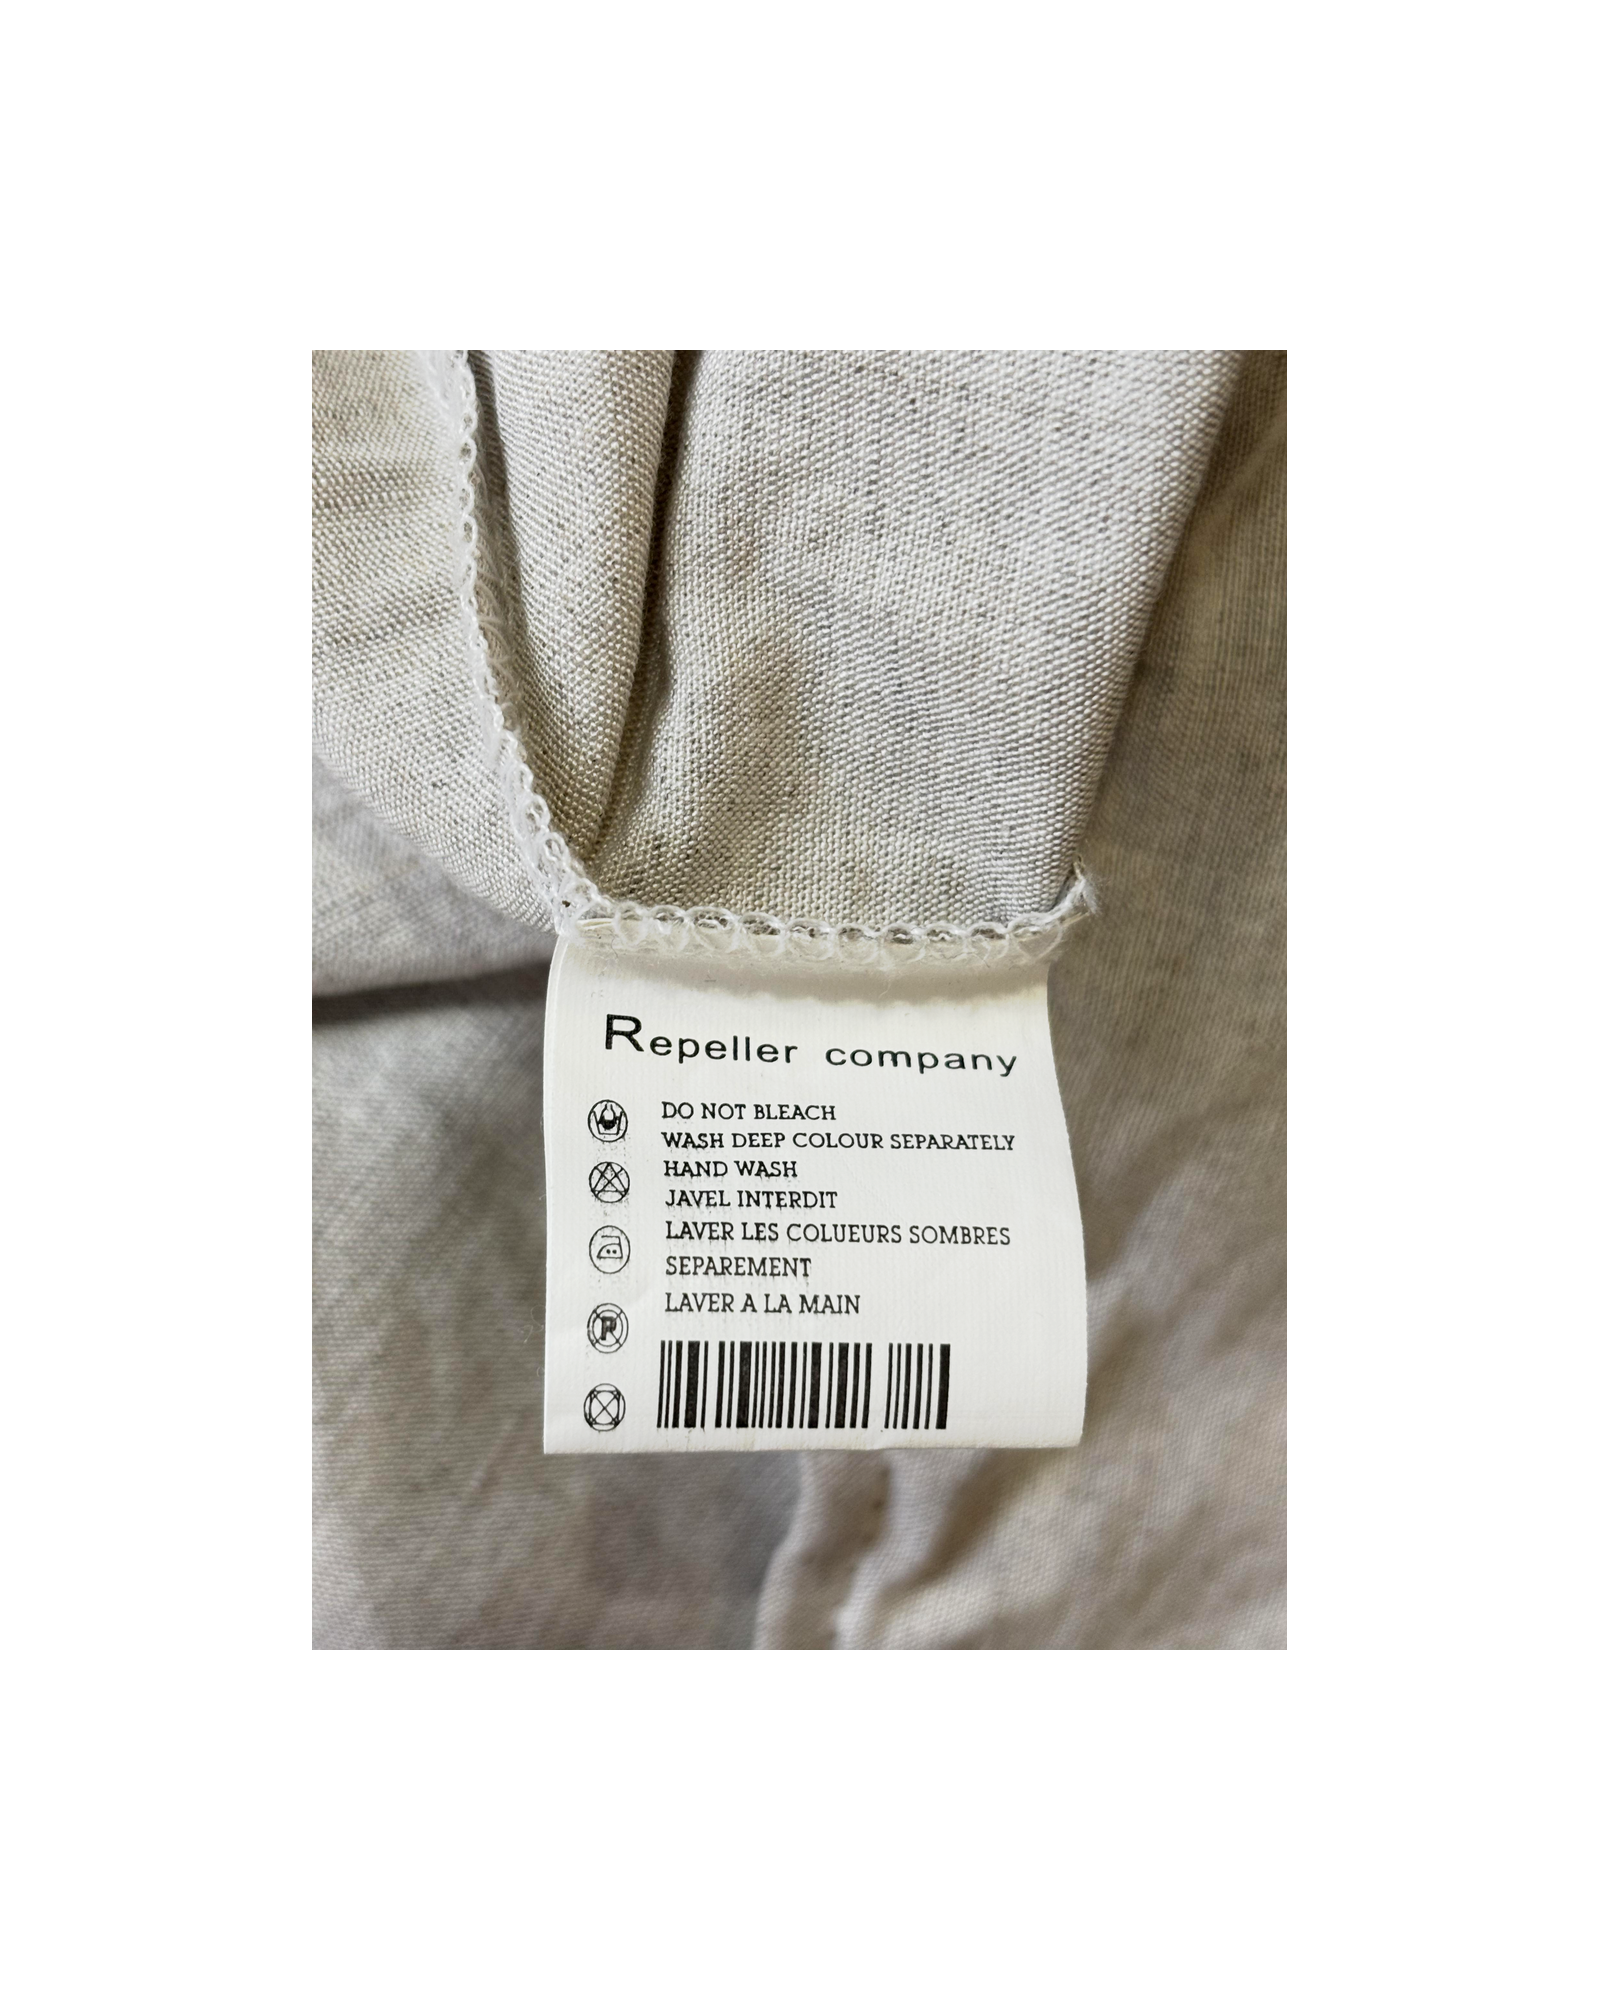 Repeller company
DO NOT BLEACH
WASH DEEP COLOUR SEPARATELY
HAND WASH
JAVEL INTERDIT
LAVER LES COLUEURS SOMBRES
SEPAREMENT
LAVER A LA MAIN
P